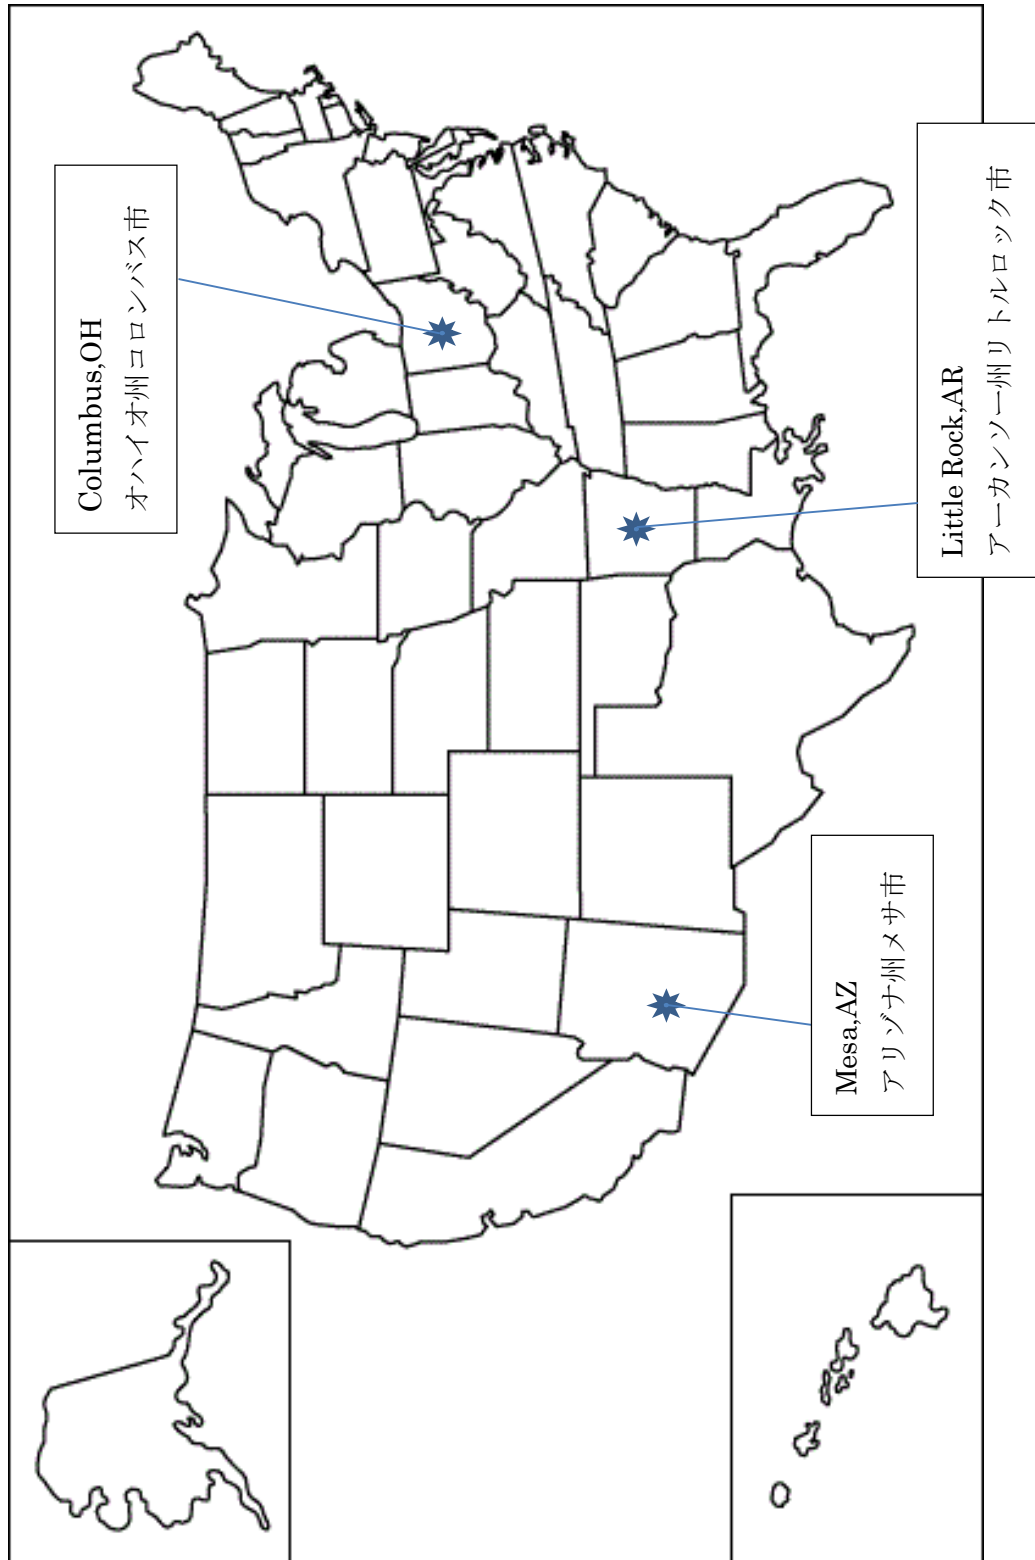 Columbus,OH
オハイオ州コロンバス市
Little Rock,AR
アーカンソー州リトルロック市
Mesa,AZ
アリゾナ州メサ市